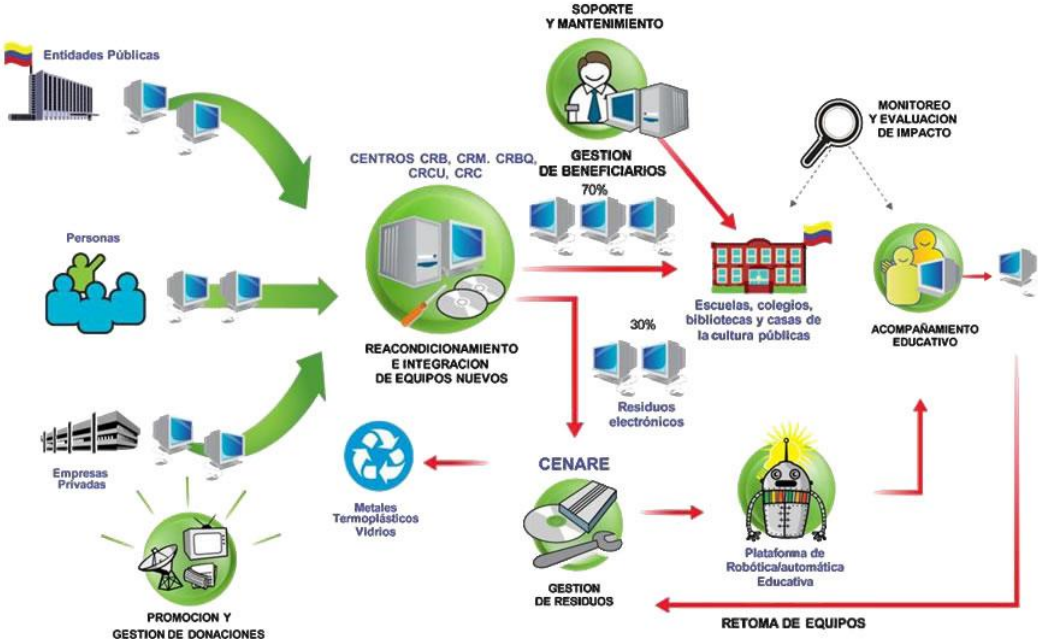 SOPORTE
Y MANTENIMIENTO
Entidades Públicas
MONITOREO
Y EVALUACION
DE IMPACTO
CENTROS CRB, CRM. CRBQ,
CRCU, CRC
GESTION
DE BENEFICIARIOS
70%
Personas
Escuelas, colegios,
bibliotecas y casas de
la cultura públicas
ACOMPAÑAMIENTO
EDUCATIVO
REACONDICIONAMIENTO
E INTEGRACION
DE EQUIPOS NUEVOS
30%
Residuos
electrónicos
Empresas
Privadas
CENARE
Metales
Termoplásticos
Vidrios
Plataforma de
Robótica/automática
Educativa
GESTION
DE RESIDUOS
PROMOCION Y
GESTION DE DONACIONES
RETOMA DE EQUIPOS